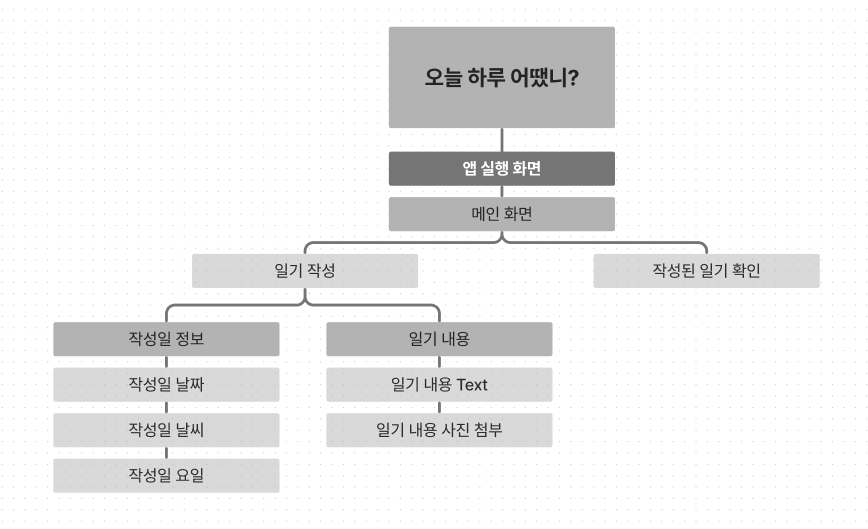 오늘 하루 어땠니?
앱 실행 화면
메인 화면
일기 작성
작성된 일기 확인
작성일 정보
일기 내용
작성일 날짜
일기 내용 Text
작성일 날씨
일기 내용 사진 첨부
작성일 요일